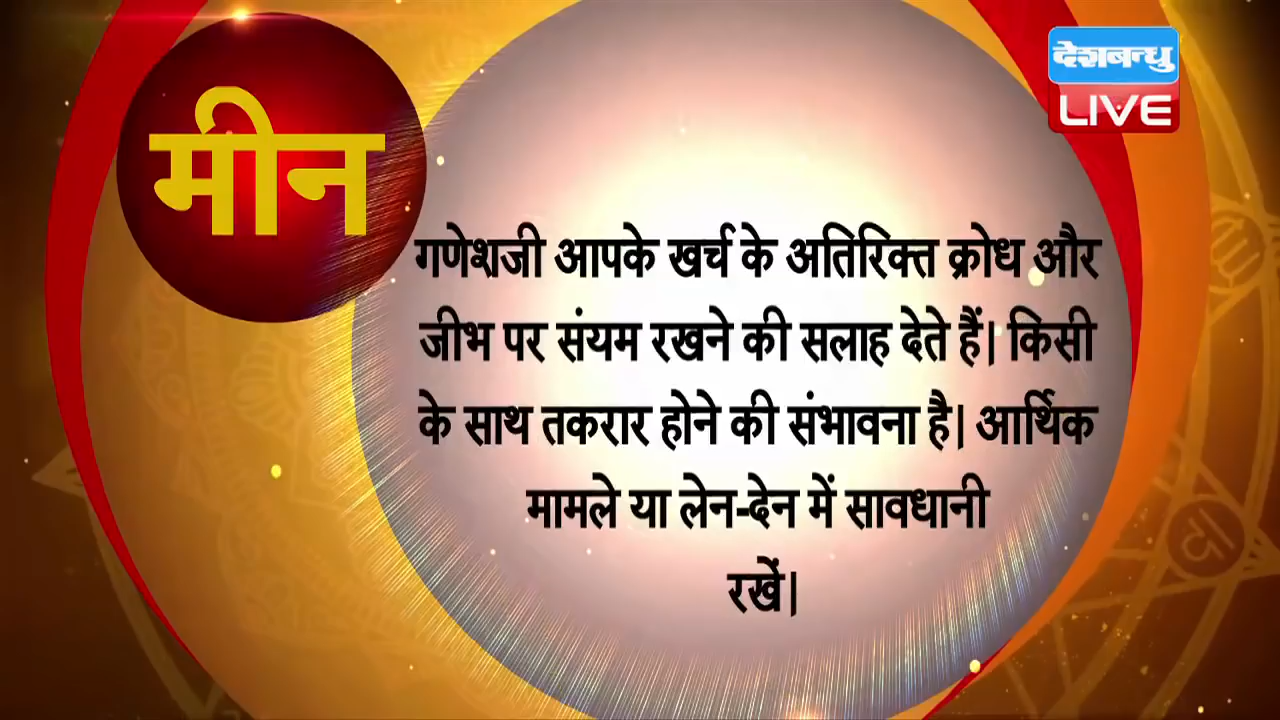 मीन
देशबन्धु
LIVE
गणेशजी आपके खर्च के अतिरिक्त क्रोध और
जीभ पर संयम रखने की सलाह देते हैं। किसी
के साथ तकरार होने की संभावना है। आर्थिक
मामले या लेन-देन में सावधानी
रखें।